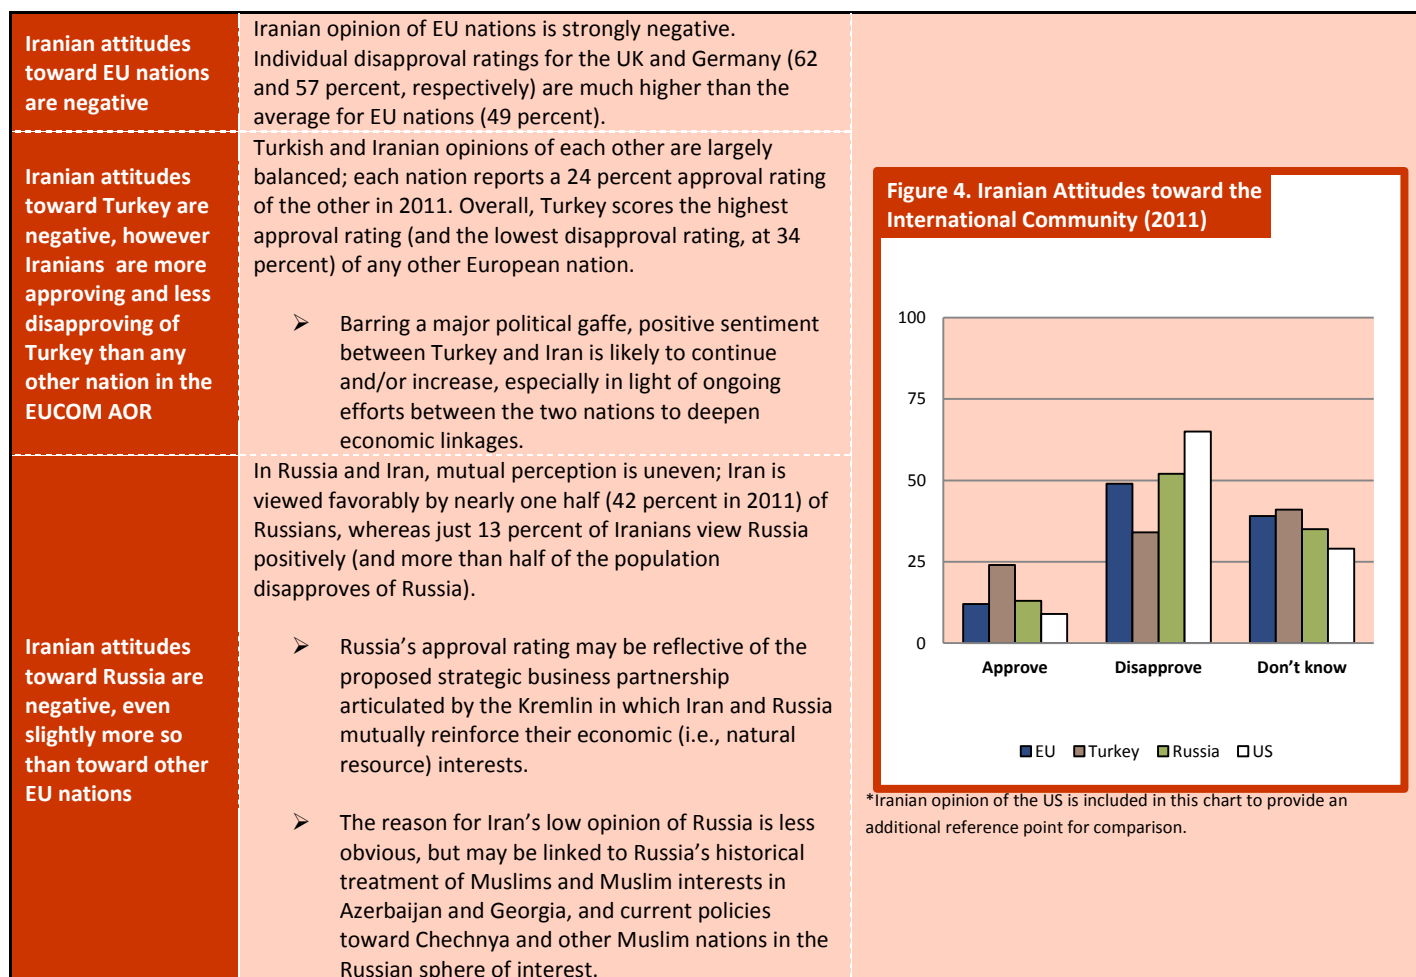 Iranian attitudes
toward EU nations
are negative
Iranian opinion of EU nations is strongly negative.
Individual disapproval ratings for the UK and Germany (62
and 57 percent, respectively) are much higher than the
average for EU nations (49 percent).
Iranian attitudes
toward Turkey are
negative, however
Iranians are more
approving and less
disapproving of
Turkey than any
other nation in the
EUCOM AOR
Turkish and Iranian opinions of each other are largely
balanced; each nation reports a 24 percent approval rating
of the other in 2011. Overall, Turkey scores the highest
approval rating (and the lowest disapproval rating, at 34
percent) of any other European nation.
➢ Barring a major political gaffe, positive sentiment
between Turkey and Iran is likely to continue
and/or increase, especially in light of ongoing
efforts between the two nations to deepen
economic linkages.
Iranian attitudes
toward Russia are
negative, even
slightly more so
than toward other
EU nations
In Russia and Iran, mutual perception is uneven; Iran is
viewed favorably by nearly one half (42 percent in 2011) of
Russians, whereas just 13 percent of Iranians view Russia
positively (and more than half of the population
disapproves of Russia).
➢ Russia’s approval rating may be reflective of the
proposed strategic business partnership
articulated by the Kremlin in which Iran and Russia
mutually reinforce their economic (i.e., natural
resource) interests.
➢ The reason for Iran’s low opinion of Russia is less
obvious, but may be linked to Russia’s historical
treatment of Muslims and Muslim interests in
Azerbaijan and Georgia, and current policies
toward Chechnya and other Muslim nations in the
Russian sphere of interest.
Figure 4. Iranian Attitudes toward the
International Community (2011)
100
75
50
25
0
Approve Disapprove Don’t know
EU Turkey Russia US
*Iranian opinion of the US is included in this chart to provide an
additional reference point for comparison.